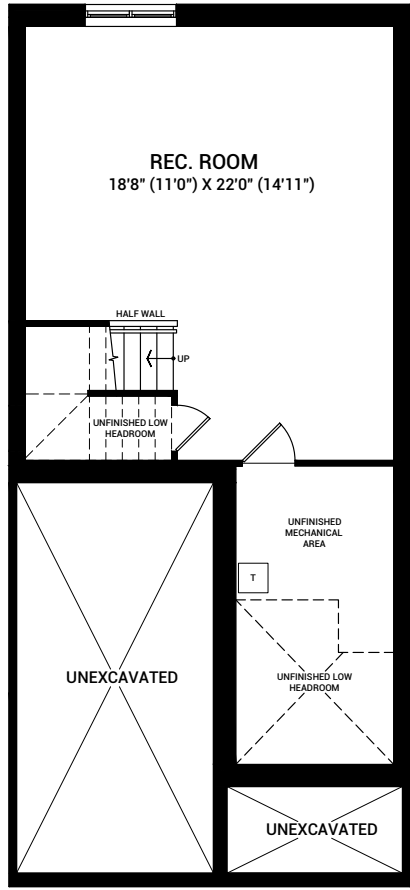 REC. ROOM
18'8" (11'0") X 22'0" (14'11")
HALF WALL
UP
UNFINISHED LOW
HEADROOM
UNFINISHED
MECHANICAL
AREA
T
UNEXCAVATED
UNFINISHED LOW
HEADROOM
UNEXCAVATED